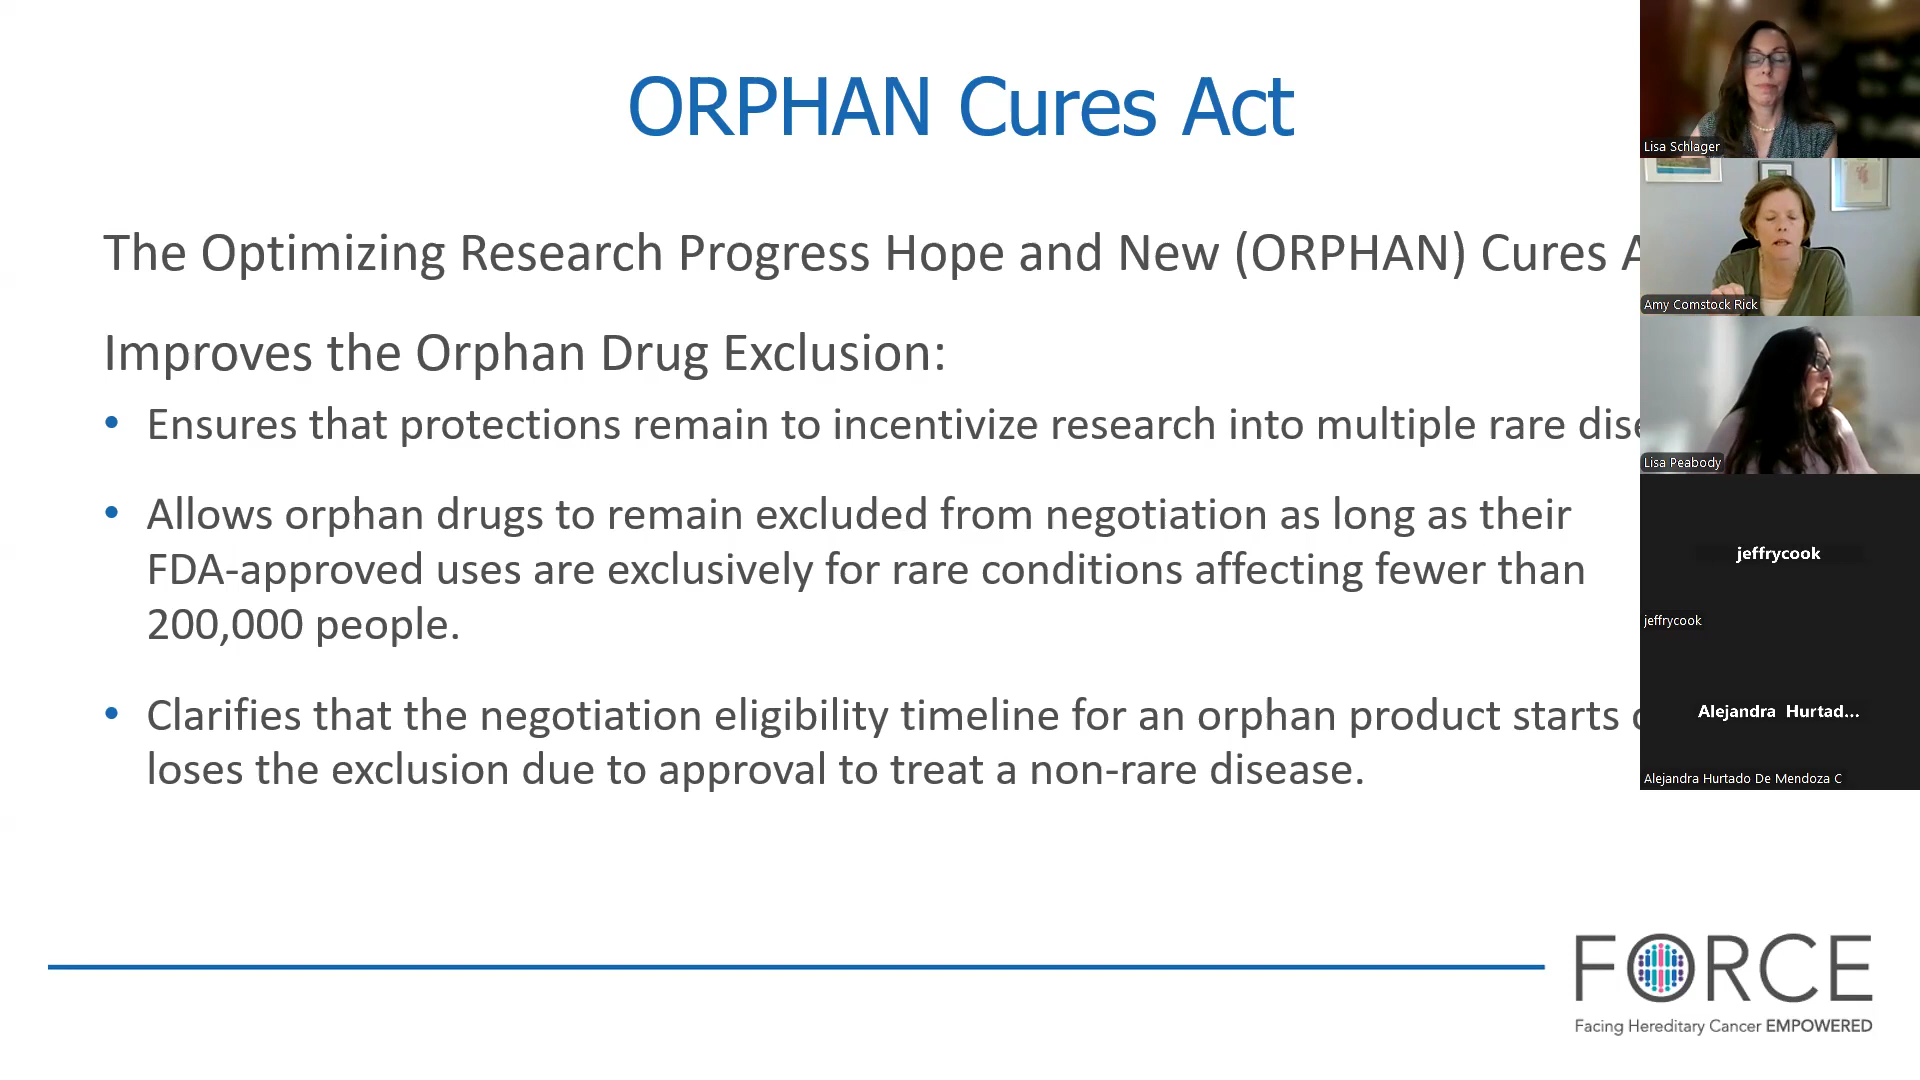 ORPHAN Cures Act
The Optimizing Research Progress Hope and New (ORPHAN) Cures
Improves the Orphan Drug Exclusion:
• Ensures that protections remain to incentivize research into multiple rare
• Allows orphan drugs to remain excluded from negotiation as long as their
FDA-approved uses are exclusively for rare conditions affecting fewer than
200,000 people.
• Clarifies that the negotiation eligibility timeline for an orphan product starts
loses the exclusion due to approval to treat a non-rare disease.
Lisa Schlager
Amy Comstock Rick
Lisa Peabody
jeffrycook
jeffrycook
Alejandra Hurtad...
Alejandra Hurtado De Mendoza C
FORCE
Facing Hereditary Cancer EMPOWERED